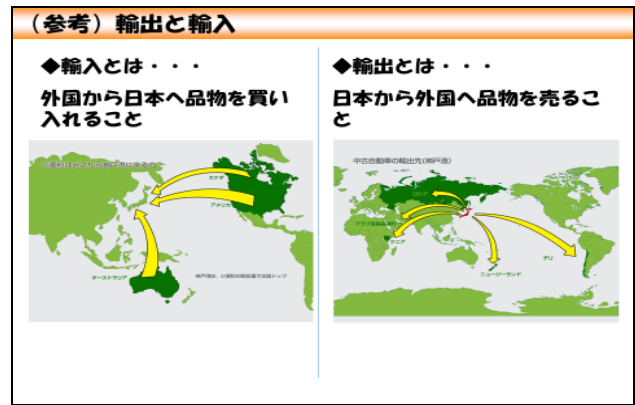 （参考）輸出と輸入
◆輸入とは・・・
外国から日本へ品物を買い
入れること
カナダ
アメリカ
オーストラリア
◆輸出とは・・・
日本から外国へ品物を売るこ
と
中古自動車の輸出先(神戸港)
ロシア
ニュージーランド
チリ